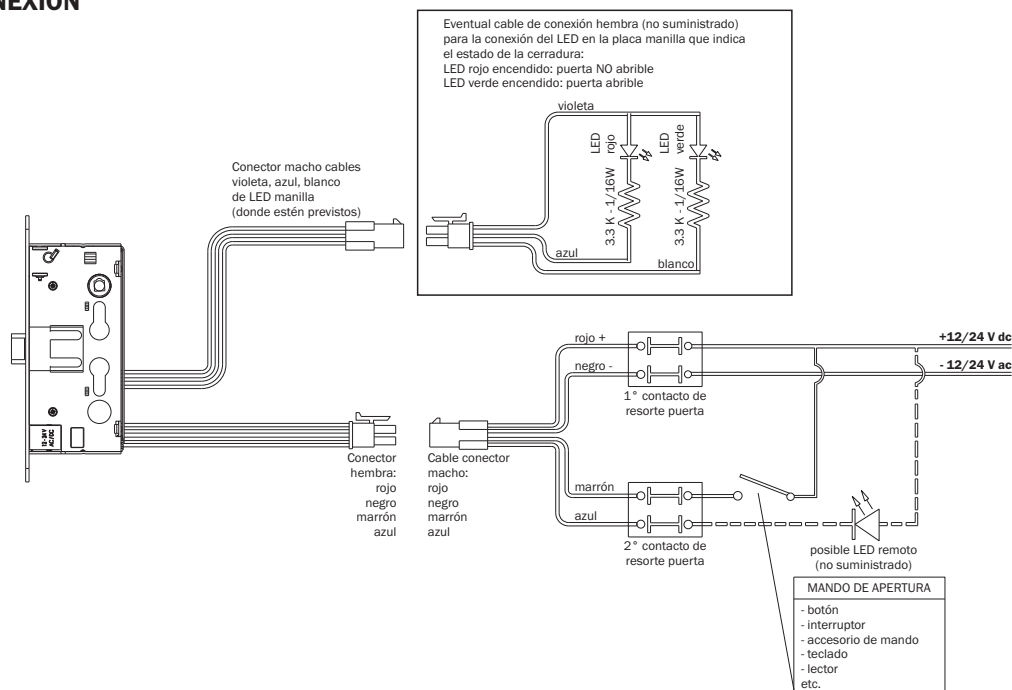 NEXIÓN
Eventual cable de conexión hembra (no suministrado)
para la conexión del LED en la placa manilla que indica
el estado de la cerradura:
LED rojo encendido: puerta NO abrible
LED verde encendido: puerta abrible
violeta
LED
rojo
LED
verde
3.3 K - 1/16W
3.3 K - 1/16W
azul
blanco
Conector macho cables
violeta, azul, blanco
de LED manilla
(donde estén previstos)
12-24 V
AC/DC
rojo +
negro -
+12/24 V dc
- 12/24 V ac
1° contacto de
resorte puerta
Conector
hembra:
rojo
negro
marrón
azul
Cable conector
macho:
rojo
negro
marrón
azul
marrón
azul
2° contacto de
resorte puerta
posible LED remoto
(no suministrado)
MANDO DE APERTURA
- botón
- interruptor
- accesorio de mando
- teclado
- lector
etc.